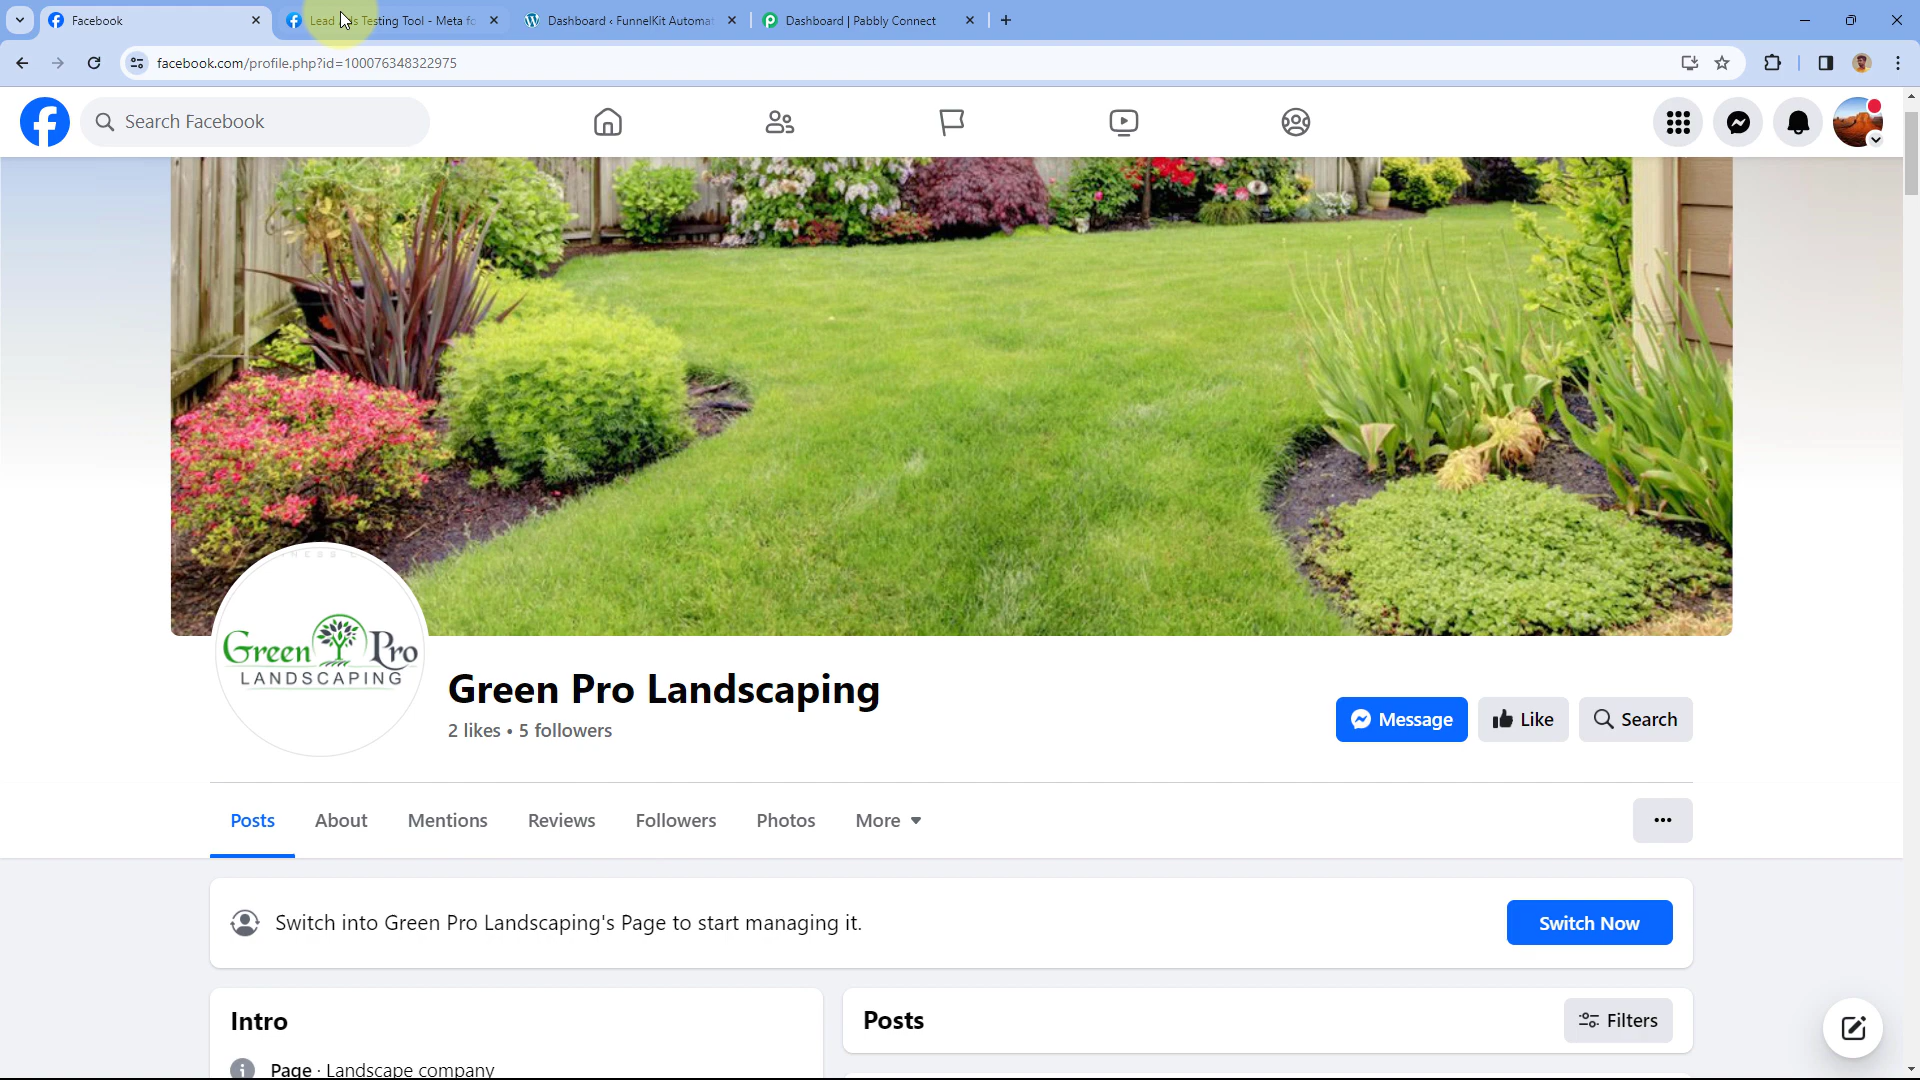 Facebook
Lead Ads Testing Tool - Meta fo
Dashboard ‹ FunnelKit Automat
Dashboard | Pabbly Connect
facebook.com/profile.php?id=100076348322975
Search Facebook
Green Pro
LANDSCAPING
Green Pro Landscaping
2 likes • 5 followers
Message
Like
Search
Posts
About
Mentions
Reviews
Followers
Photos
More
Switch into Green Pro Landscaping's Page to start managing it.
Switch Now
Intro
Posts
Filters
Page · Landscape company